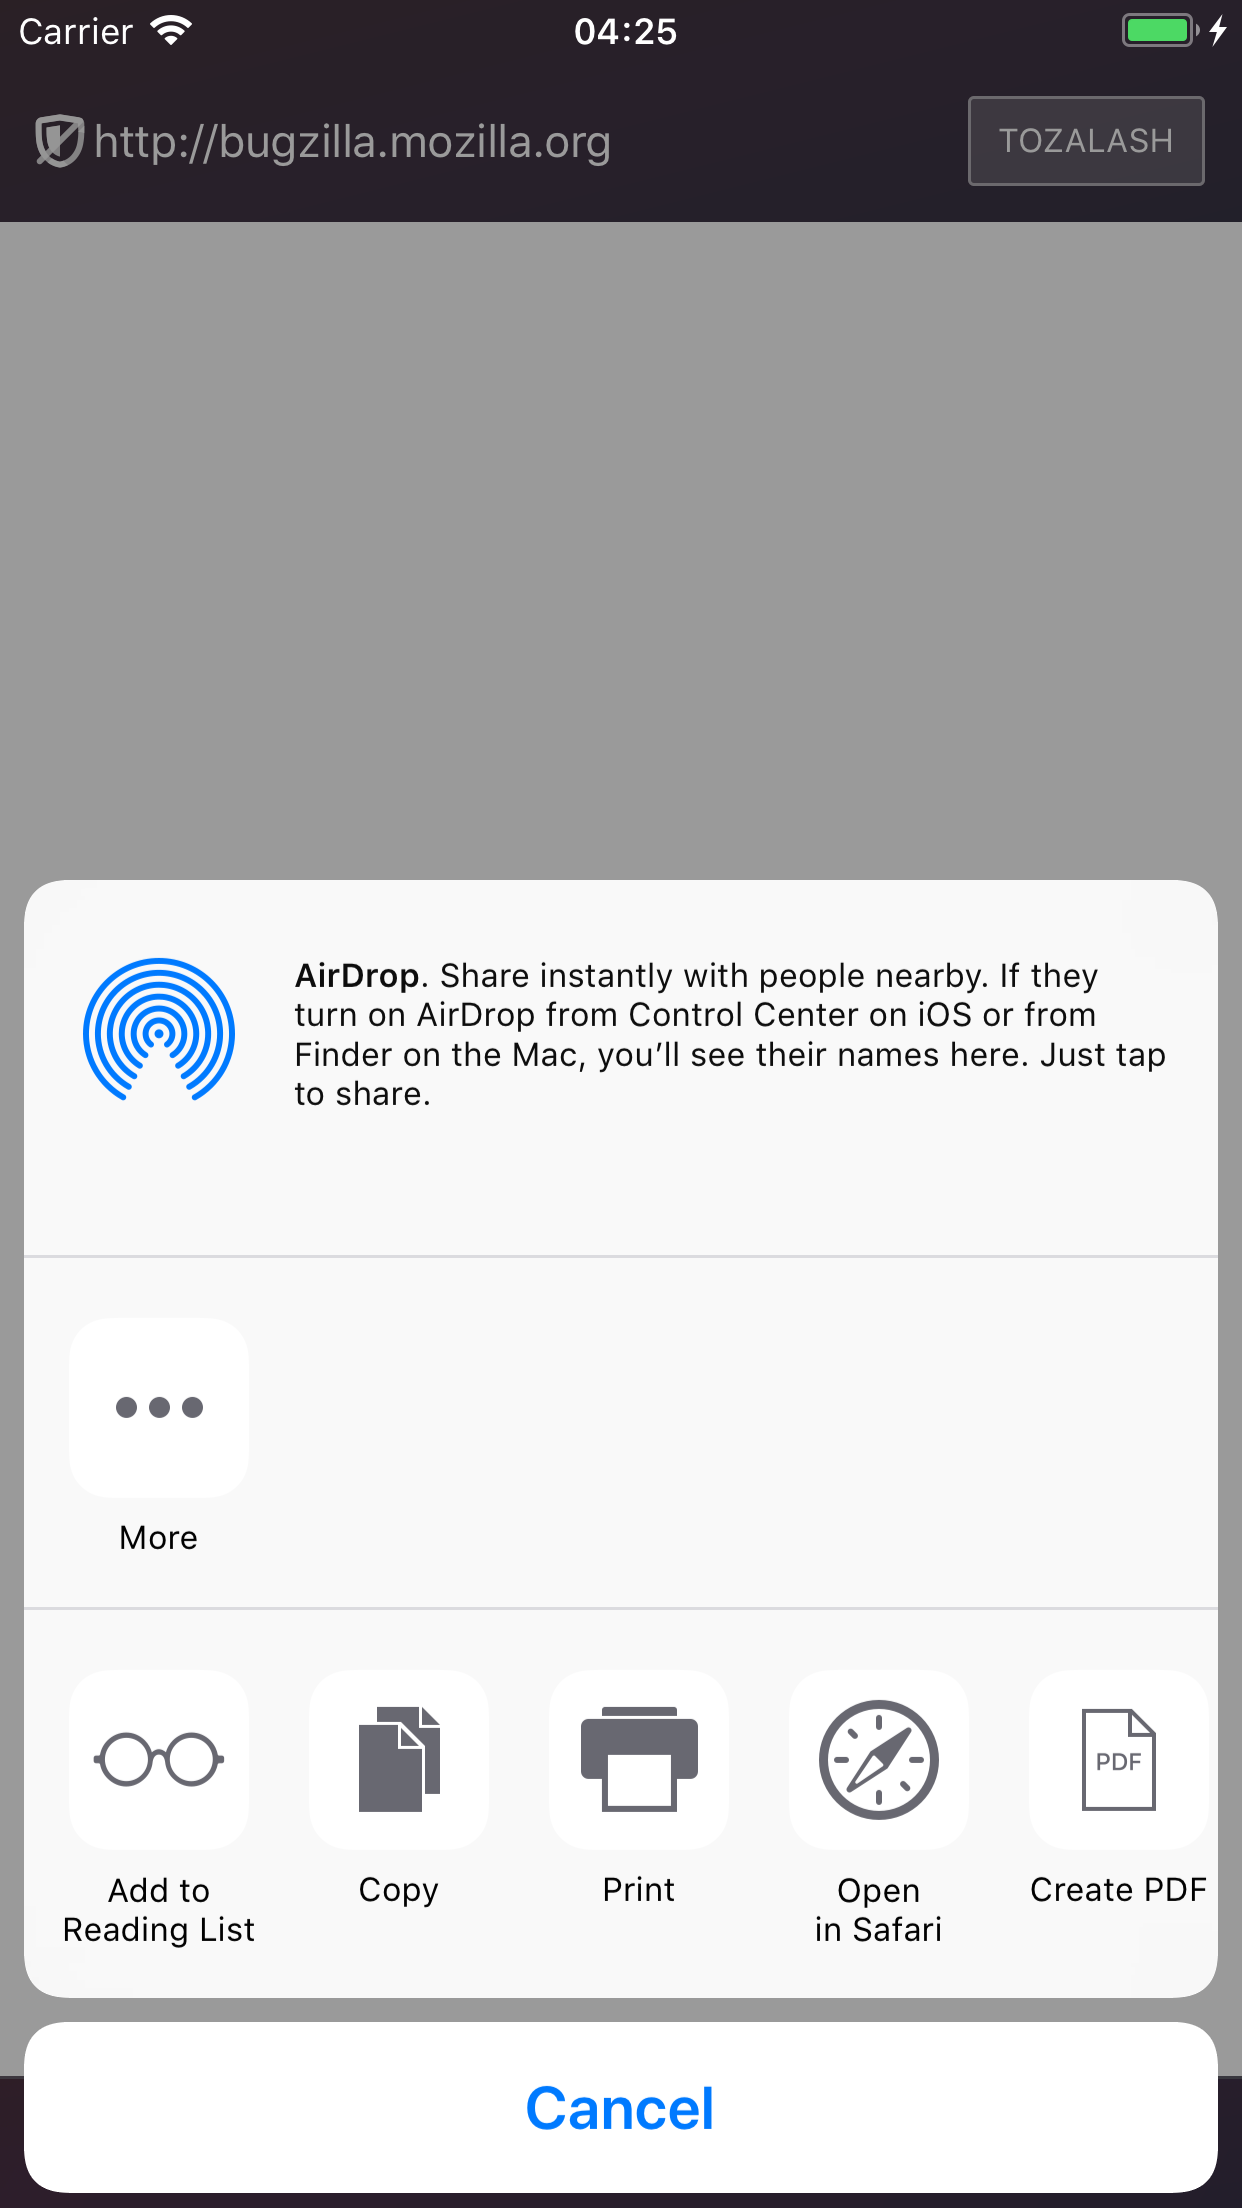 Carrier
04:25
http://bugzilla.mozilla.org
TOZALASH
AirDrop. Share instantly with people nearby. If they
turn on AirDrop from Control Center on iOS or from
Finder on the Mac, you’ll see their names here. Just tap
to share.
More
Add to
Reading List
Copy
Print
Open
in Safari
PDF
Create PDF
Cancel